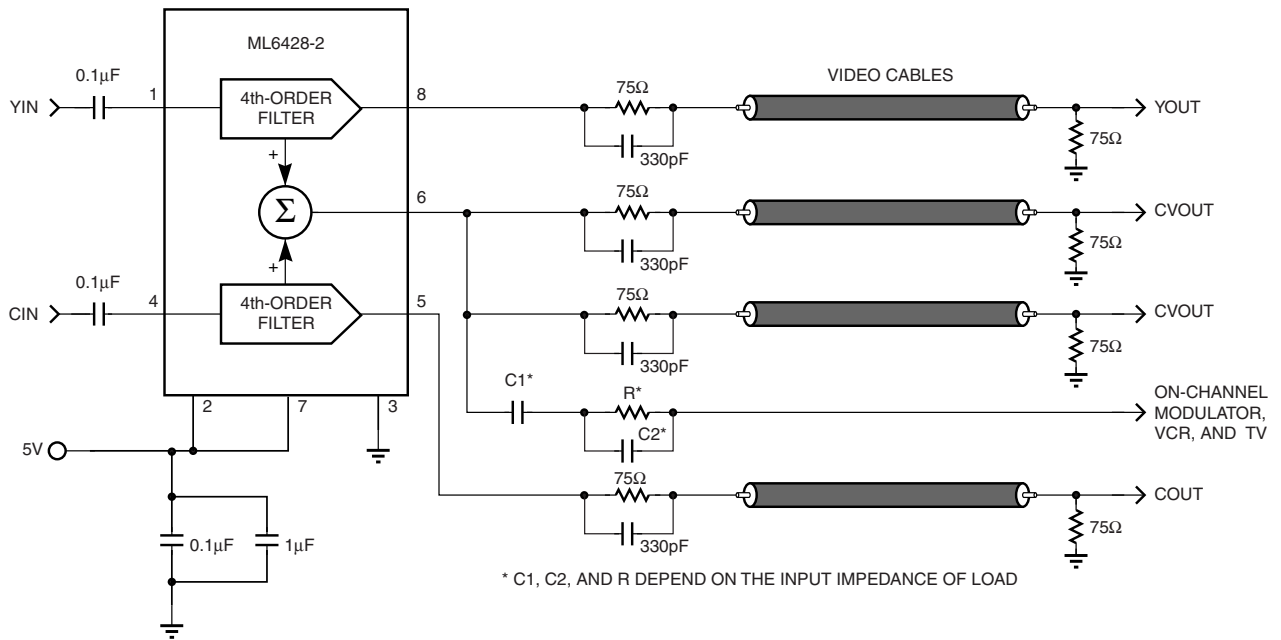 ML6428-2
0.1µF
YIN
1
4th-ORDER
FILTER
8
75Ω
330pF
VIDEO CABLES
YOUT
75Ω
+
Σ
6
75Ω
330pF
CVOUT
75Ω
+
0.1µF
CIN
4
4th-ORDER
FILTER
5
75Ω
330pF
CVOUT
75Ω
C1*
R*
C2*
ON-CHANNEL
MODULATOR,
VCR, AND TV
2
7
3
5V
75Ω
330pF
COUT
75Ω
0.1µF
1µF
* C1, C2, AND R DEPEND ON THE INPUT IMPEDANCE OF LOAD